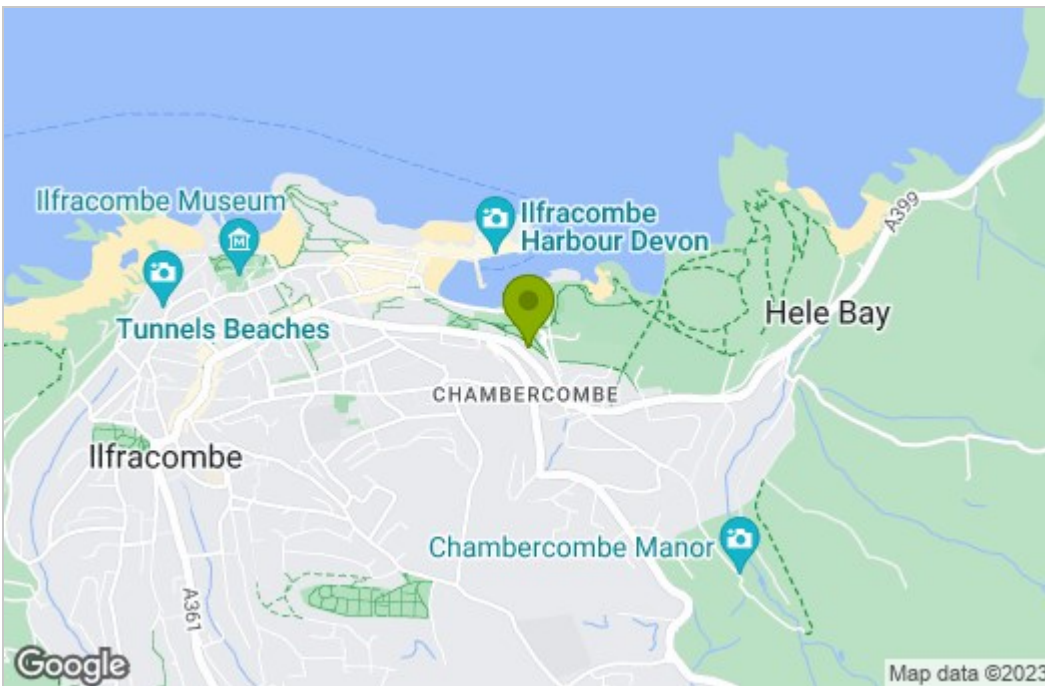 Ilfracombe Museum
Ilfracombe
Harbour Devon
A399
Hele Bay
Tunnels Beaches
CHAMBERCOMBE
Ilfracombe
Chambercombe Manor
A361
Google
Map data ©2023